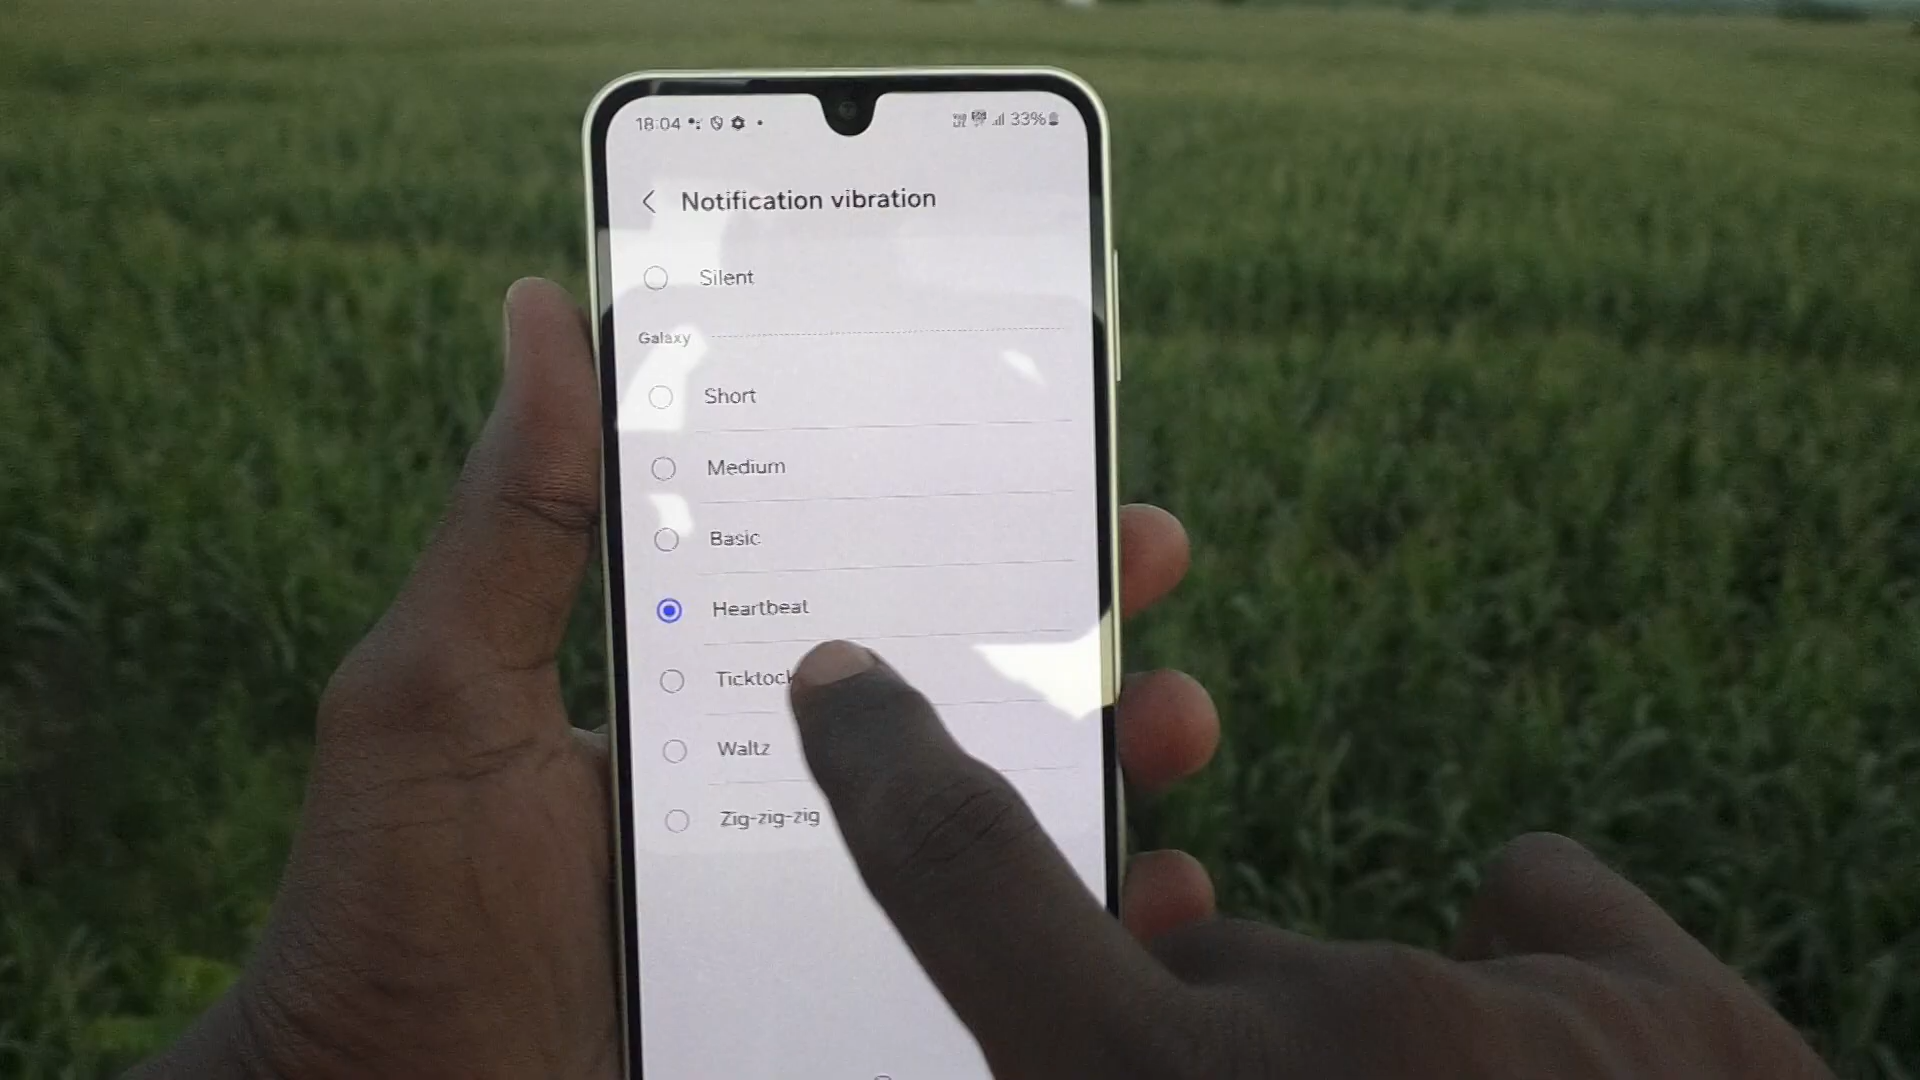 18:04 33%
Notification vibration
Silent
Galaxy
Short
Medium
Basic
Heartbeat
Ticktock
Waltz
Zig-zig-zig